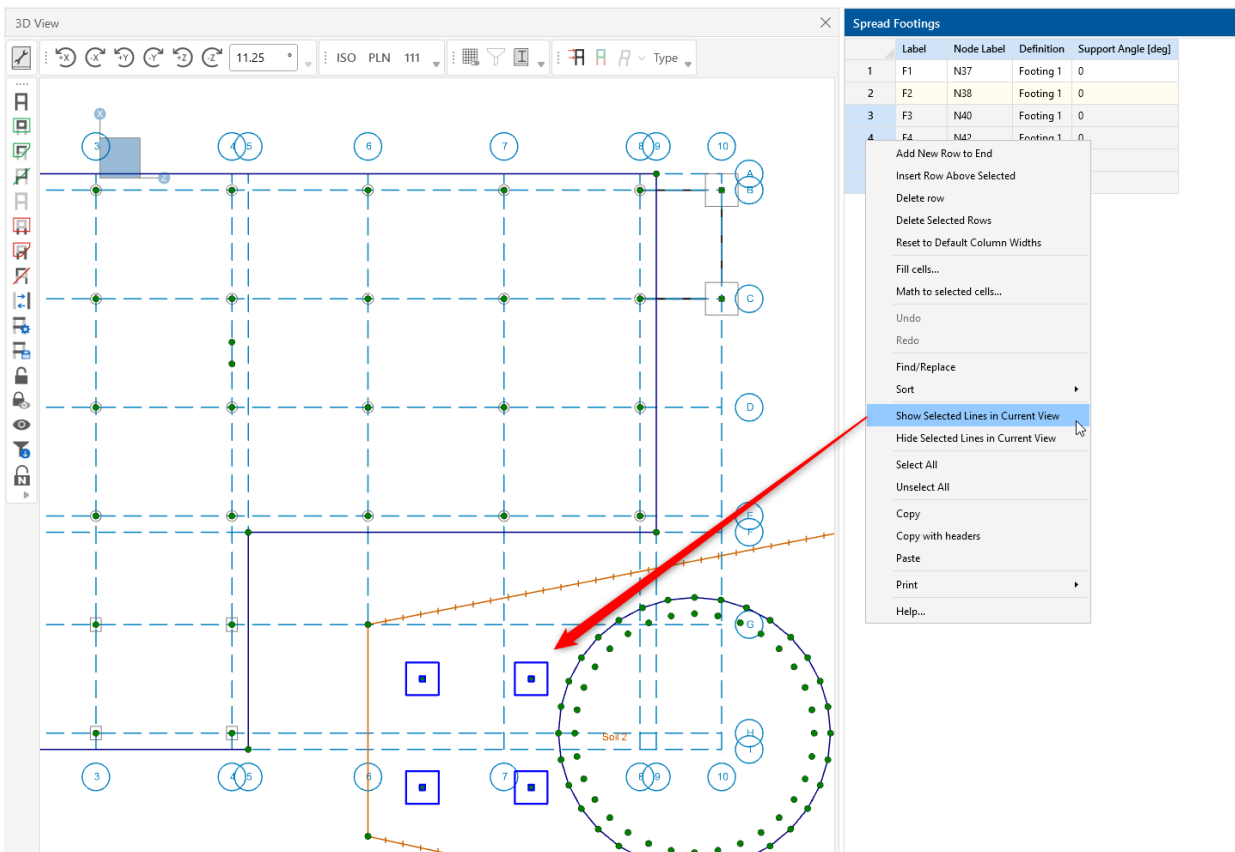 3D View
Spread Footings
11.25 °
ISO PLN 111
Type
+X -X +Y -Y +Z -Z
Label Node Label Definition Support Angle [deg]
1 F1 N37 Footing 1 0
2 F2 N38 Footing 1 0
3 F3 N40 Footing 1 0
4 F4 N42 Footing 1 0
Add New Row to End
Insert Row Above Selected
Delete row
Delete Selected Rows
Reset to Default Column Widths
Fill cells...
Math to selected cells...
Undo
Redo
Find/Replace
Sort
Show Selected Lines in Current View
Hide Selected Lines in Current View
Select All
Unselect All
Copy
Copy with headers
Paste
Print
Help...
X
Z
3 4 5 6 7 8 9 10
A
B
C
D
E
F
G
Soil 2
H
I
3 4 5 6 7 8 9 10
N